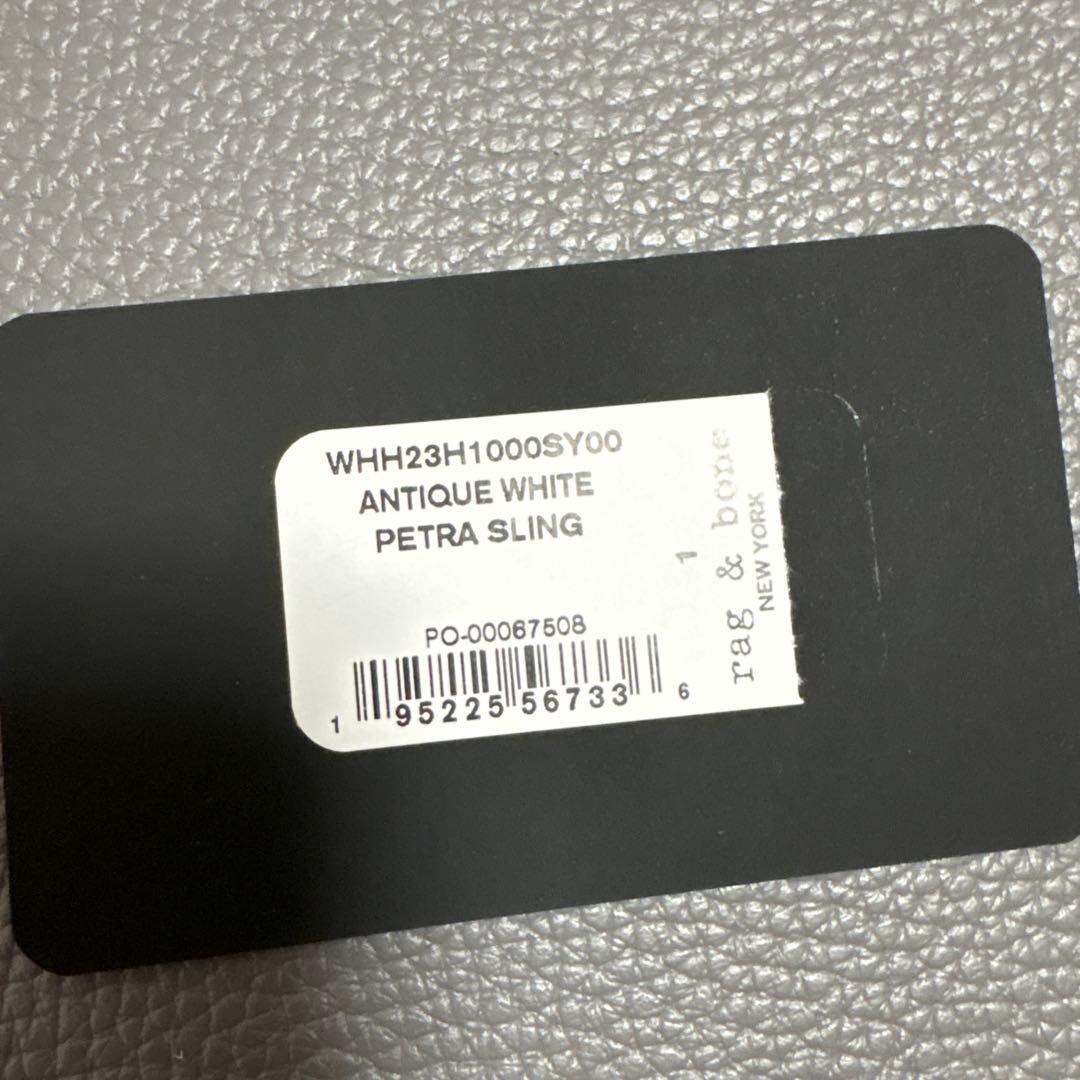 WHH23H1000SY00
ANTIQUE WHITE
PETRA SLING
PO-00067508
1 95225 56733 6
1
rag & bone
NEW YORK